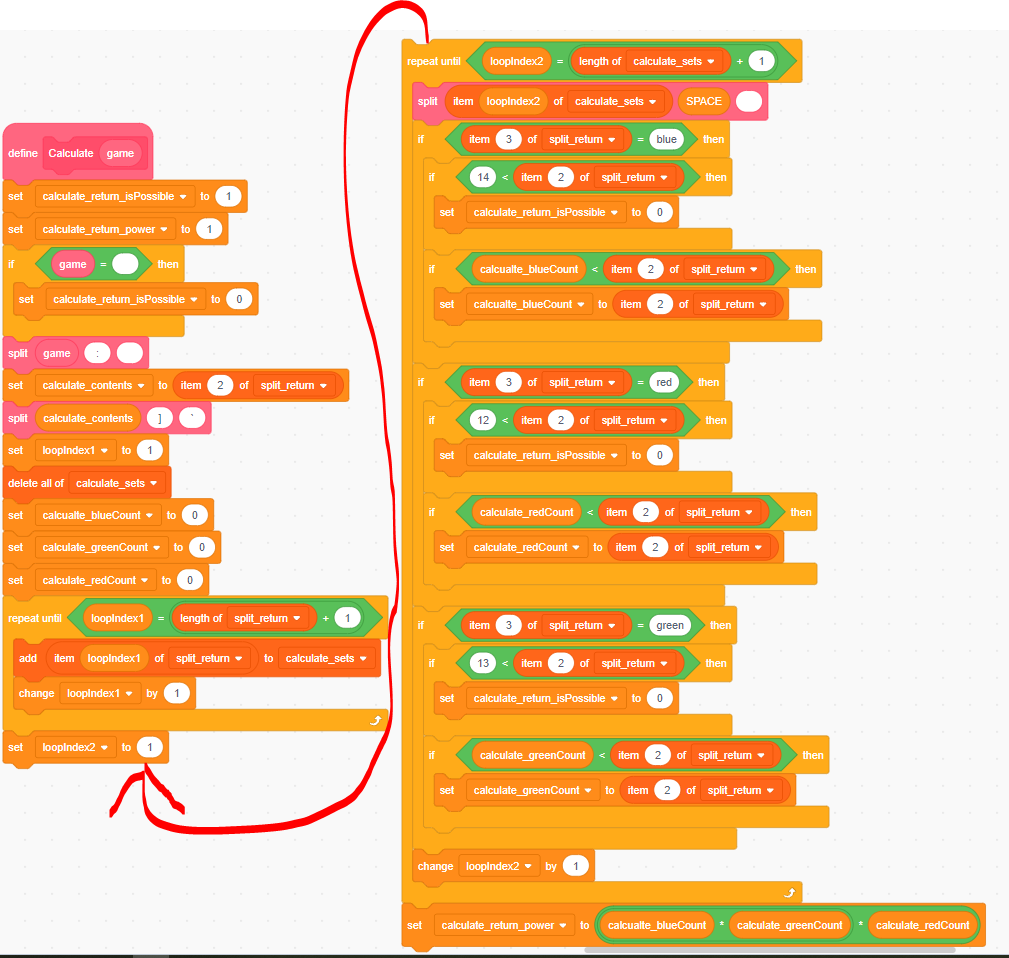 define Calculate game
set calculate_return_isPossible to 1
set calculate_return_power to 1
if game = then
set calculate_return_isPossible to 0
split game :
set calculate_contents to item 2 of split_return
split calculate_contents ] `
set loopIndex1 to 1
delete all of calculate_sets
set calcualte_blueCount to 0
set calculate_greenCount to 0
set calculate_redCount to 0
repeat until loopIndex1 = length of split_return + 1
add item loopIndex1 of split_return to calculate_sets
change loopIndex1 by 1
set loopIndex2 to 1
repeat until loopIndex2 = length of calculate_sets + 1
split item loopIndex2 of calculate_sets SPACE
if item 3 of split_return = blue then
if 14 < item 2 of split_return then
set calculate_return_isPossible to 0
if calcualte_blueCount < item 2 of split_return then
set calcualte_blueCount to item 2 of split_return
if item 3 of split_return = red then
if 12 < item 2 of split_return then
set calculate_return_isPossible to 0
if calculate_redCount < item 2 of split_return then
set calculate_redCount to item 2 of split_return
if item 3 of split_return = green then
if 13 < item 2 of split_return then
set calculate_return_isPossible to 0
if calculate_greenCount < item 2 of split_return then
set calculate_greenCount to item 2 of split_return
change loopIndex2 by 1
set calculate_return_power to calcualte_blueCount * calculate_greenCount * calculate_redCount